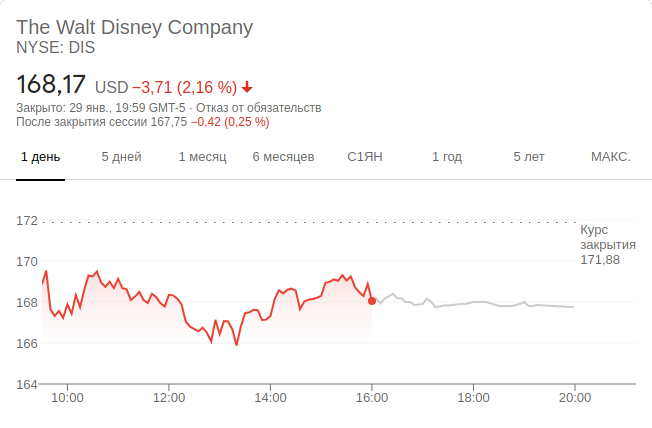 The Walt Disney Company
NYSE: DIS
168,17 USD −3,71 (2,16 %)
Закрыто: 29 янв., 19:59 GMT-5 · Отказ от обязательств
После закрытия сессии 167,75 −0,42 (0,25 %)
1 день 5 дней 1 месяц 6 месяцев С1ЯН 1 год 5 лет МАКС.
172
Курс
закрытия
171,88
170
168
166
164
10:00 12:00 14:00 16:00 18:00 20:00